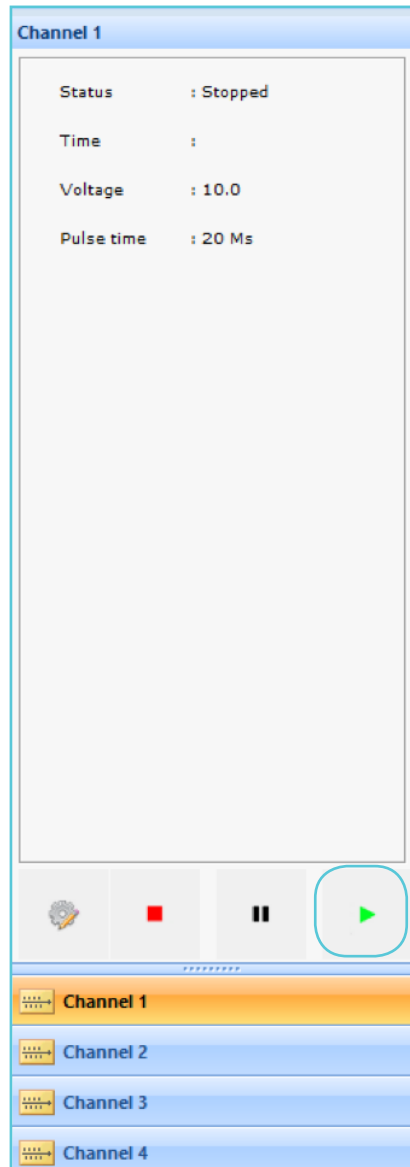 Channel 1
Status : Stopped
Time :
Voltage : 10.0
Pulse time : 20 Ms
Channel 1
Channel 2
Channel 3
Channel 4